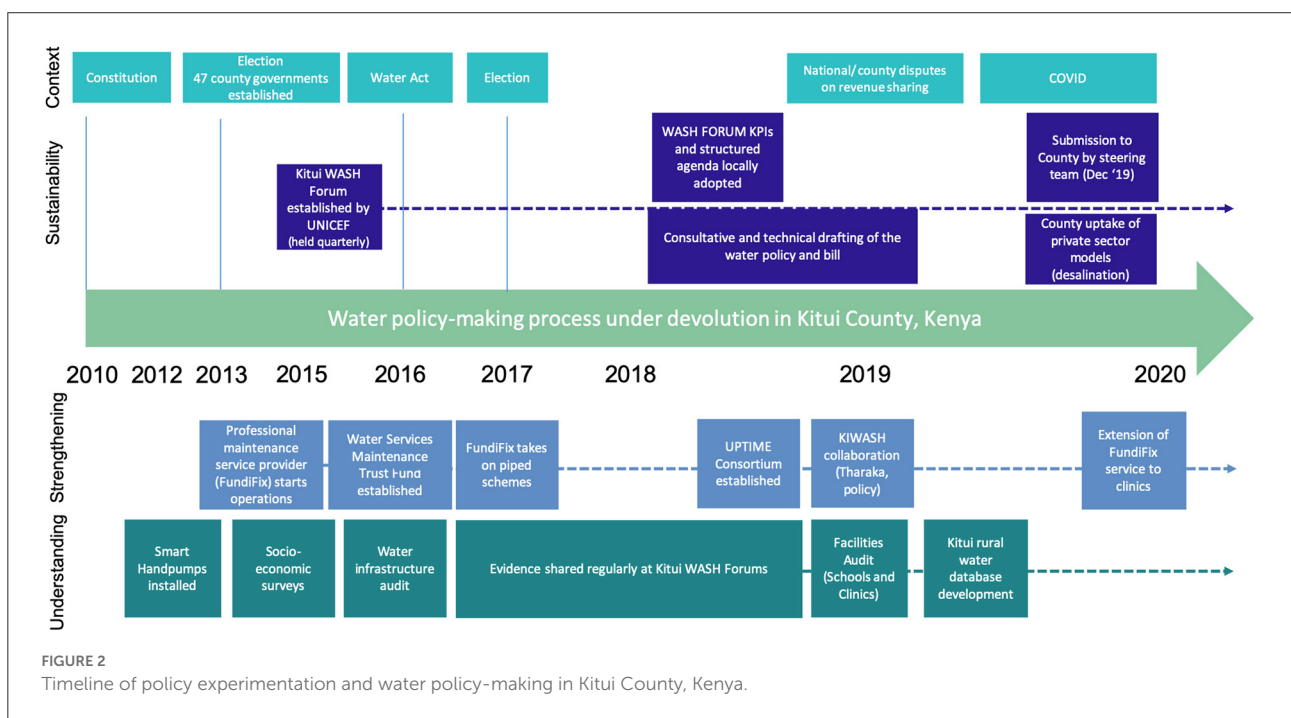 Context
Constitution
Election
47 county governments
established
Water Act
Election
National/ county disputes
on revenue sharing
COVID
Sustainability
Kitui WASH
Forum
established by
UNICEF
(held quarterly)
WASH FORUM KPIs
and structured
agenda locally
adopted
Consultative and technical drafting of the
water policy and bill
Submission to
County by steering
team (Dec ‘19)
County uptake of
private sector
models
(desalination)
Water policy-making process under devolution in Kitui County, Kenya
2010 2012 2013 2015 2016 2017 2018 2019 2020
Strengthening
Professional
maintenance
service provider
(FundiFix) starts
operations
Water Services
Maintenance
Trust Fund
established
FundiFix takes
on piped
schemes
UPTIME
Consortium
established
KIWASH
collaboration
(Tharaka,
policy)
Extension of
FundiFix
service to
clinics
Understanding
Smart
Handpumps
installed
Socio-
economic
surveys
Water
infrastructure
audit
Evidence shared regularly at Kitui WASH Forums
Facilities
Audit
(Schools and
Clinics)
Kitui rural
water
database
development
FIGURE 2
Timeline of policy experimentation and water policy-making in Kitui County, Kenya.